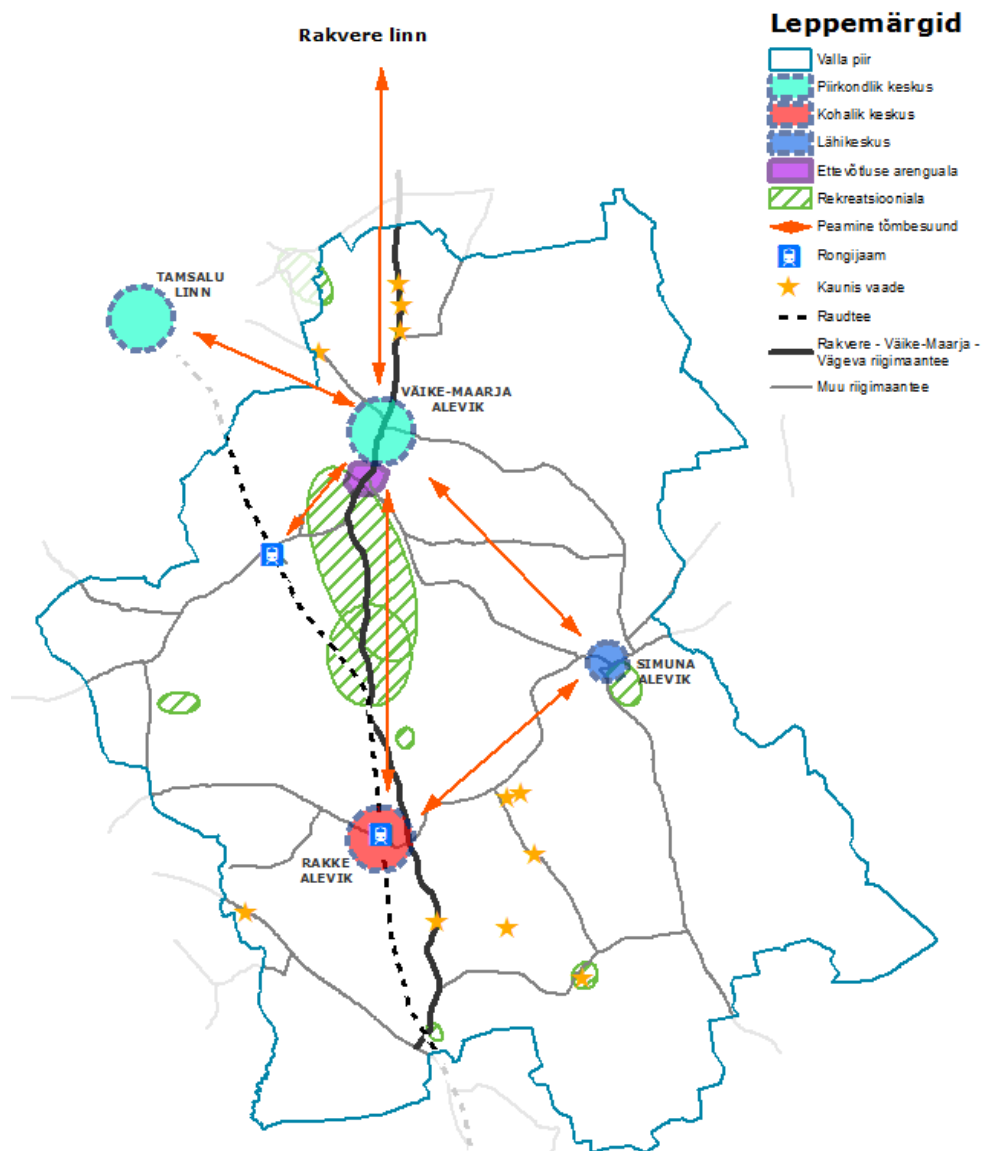 Rakvere linn
Leppemärgid
Valla piir
Piirkondlik keskus
Kohalik keskus
Lähikeskus
Ettevõtluse arenguala
Rekreatsiooniala
Peamine tõmbesuund
Rongijaam
Kaunis vaade
Raudtee
Rakvere - Väike-Maarja -
Vägeva riigimaantee
Muu riigimaantee
TAMSALU
LINN
VÄIKE-MAARJA
ALEVIK
SIMUNA
ALEVIK
RAKKE
ALEVIK